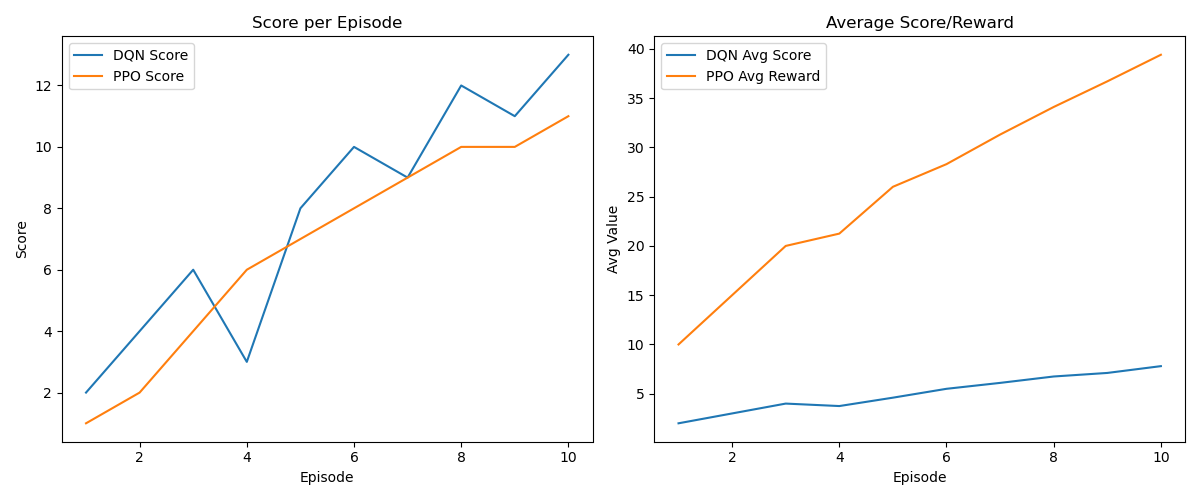 Score per Episode
DQN Score
PPO Score
12
10
8
6
4
2
Score
2 4 6 8 10
Episode
Average Score/Reward
DQN Avg Score
PPO Avg Reward
40
35
30
25
20
15
10
5
Avg Value
2 4 6 8 10
Episode